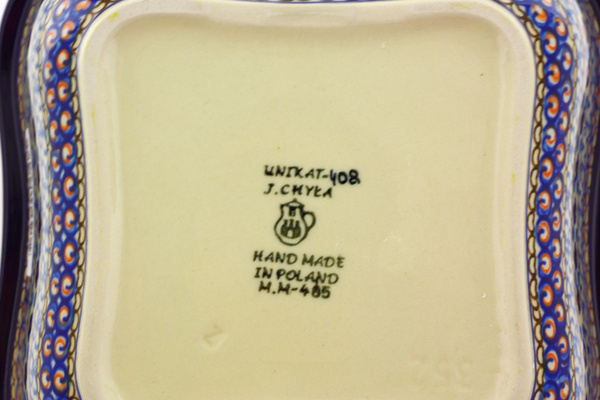 UNIKAT-408
J. CHYŁA
HAND MADE
IN POLAND
M.M-485